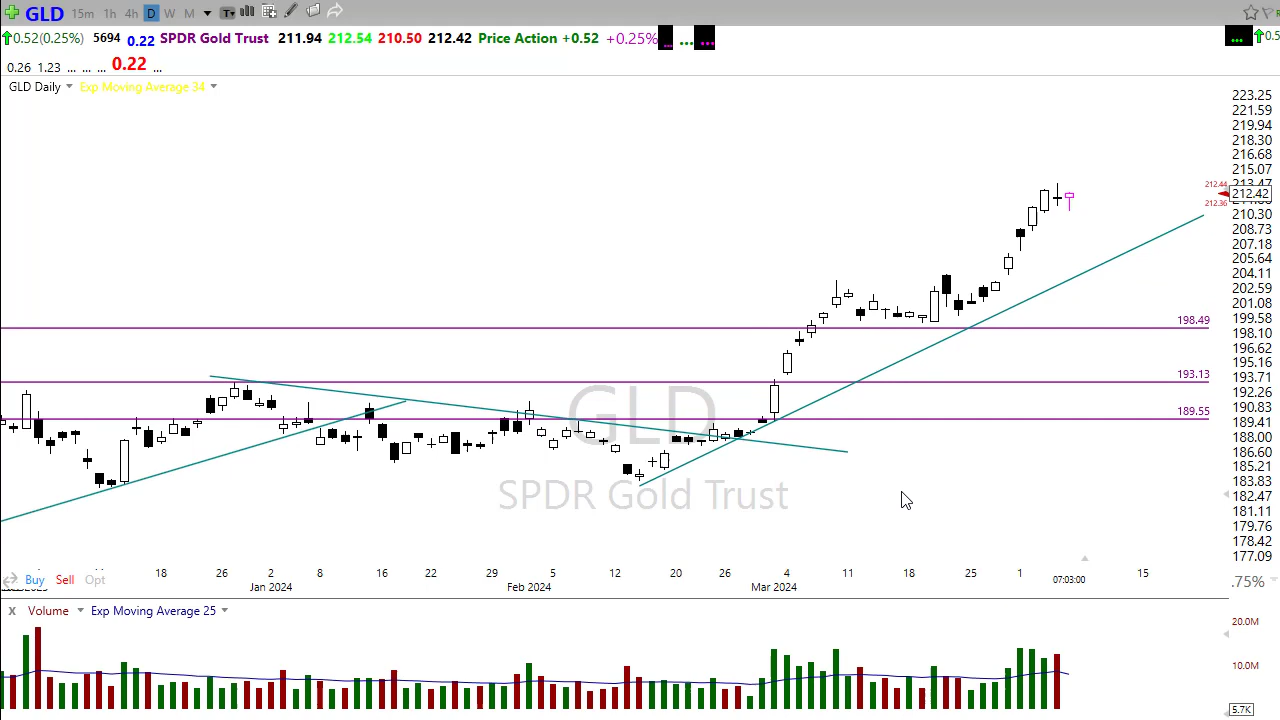 GLD 15m 1h 4h D W M T
0.52(0.25%) 5694 0.22 SPDR Gold Trust 211.94 212.54 210.50 212.42 Price Action +0.52 +0.25% ... ... ... ... 0.5
0.26 1.23 ... ... ... 0.22 ...
GLD Daily Exp Moving Average 34
223.25
221.59
219.94
218.30
216.68
215.07
213.47
212.44
212.42
212.36
210.30
208.73
207.18
205.64
204.11
202.59
201.08
199.58
198.49
198.10
196.62
195.16
193.13
193.71
192.26
189.55
190.83
189.41
188.00
186.60
185.21
183.83
182.47
181.11
179.76
178.42
177.09
GLD
SPDR Gold Trust
18 26 2 8 16 22 29 5 12 20 26 4 11 18 25 1 15
Buy Sell Opt
Jan 2024 Feb 2024 Mar 2024 07:03:00 .75%
x Volume Exp Moving Average 25
20.0M
10.0M
5.7K